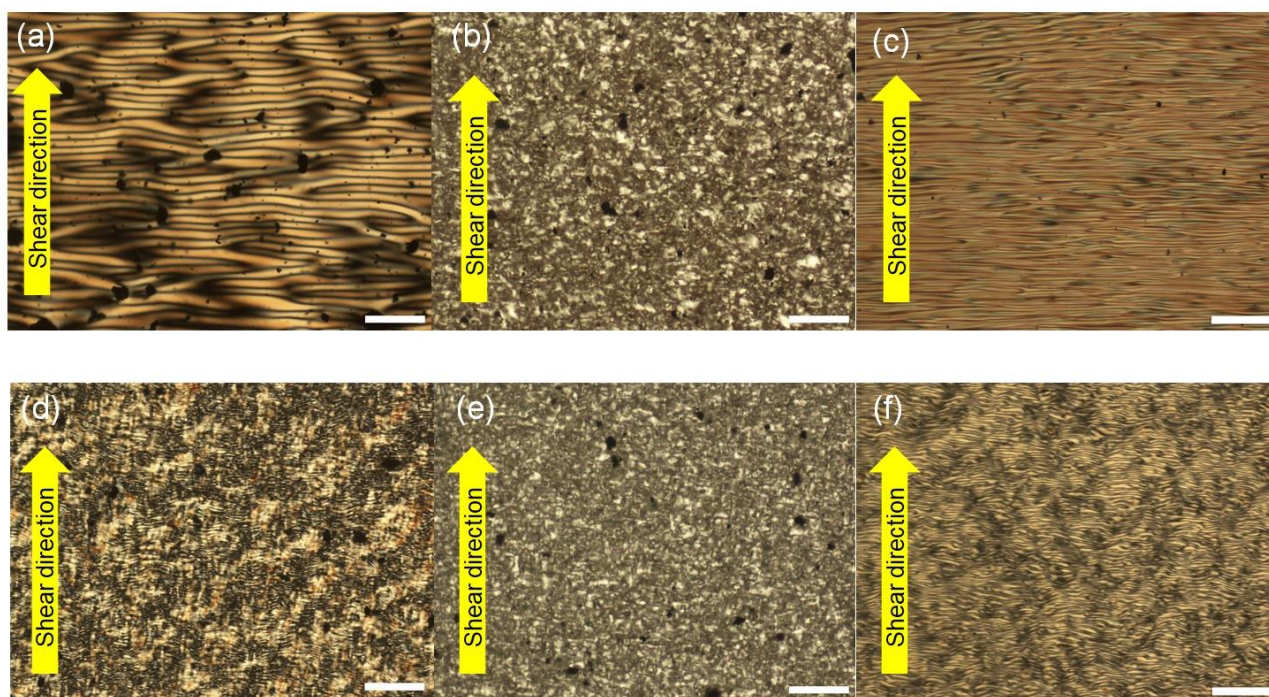 (a)
Shear direction
(b)
Shear direction
(c)
Shear direction
(d)
Shear direction
(e)
Shear direction
(f)
Shear direction